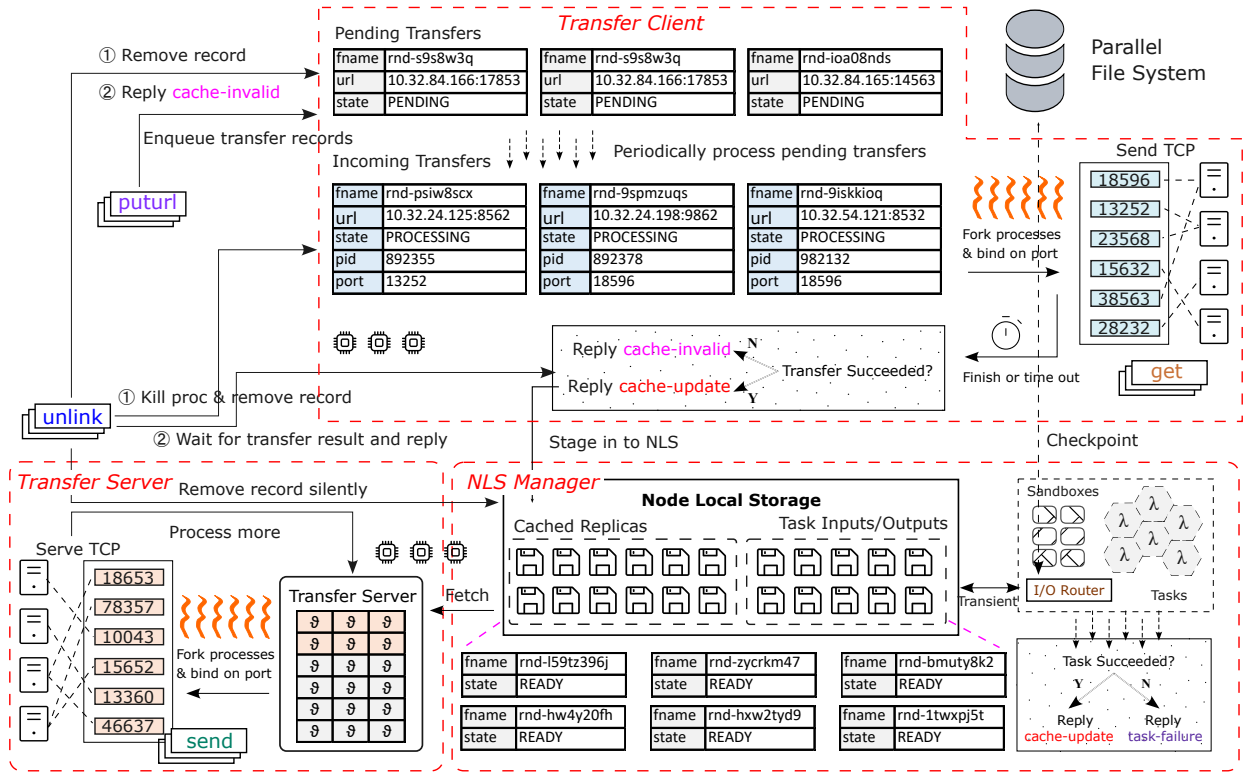 Transfer Client
Pending Transfers
fname rnd-s9s8w3q
url 10.32.84.166:17853
state PENDING
fname rnd-s9s8w3q
url 10.32.84.166:17853
state PENDING
fname rnd-ioa08nds
url 10.32.84.165:14563
state PENDING
Parallel
File System
① Remove record
② Reply cache-invalid
Enqueue transfer records
puturl
Periodically process pending transfers
Incoming Transfers
fname rnd-psiw8scx
url 10.32.24.125:8562
state PROCESSING
pid 892355
port 13252
fname rnd-9spmzuqs
url 10.32.24.198:9862
state PROCESSING
pid 892378
port 18596
fname rnd-9iskkioq
url 10.32.54.121:8532
state PROCESSING
pid 982132
port 18596
Fork processes
& bind on port
Send TCP
18596
13252
23568
15632
38563
28232
get
Finish or time out
Reply cache-invalid
N
Transfer Succeeded?
Reply cache-update
Y
unlink
① Kill proc & remove record
② Wait for transfer result and reply
Stage in to NLS
Checkpoint
Transfer Server
Remove record silently
Process more
Serve TCP
18653
78357
10043
15652
13360
46637
send
Fork processes
& bind on port
Transfer Server
ϑ ϑ ϑ
ϑ ϑ ϑ
ϑ ϑ ϑ
ϑ ϑ ϑ
ϑ ϑ ϑ
ϑ ϑ ϑ
Fetch
NLS Manager
Node Local Storage
Cached Replicas
Task Inputs/Outputs
Transient
Sandboxes
λ
λ λ
λ
λ λ
I/O Router
Tasks
fname rnd-l59tz396j
state READY
fname rnd-zycrkm47
state READY
fname rnd-bmuty8k2
state READY
fname rnd-hw4y20fh
state READY
fname rnd-hxw2tyd9
state READY
fname rnd-1twxpj5t
state READY
Task Succeeded?
Y
N
Reply
cache-update
Reply
task-failure